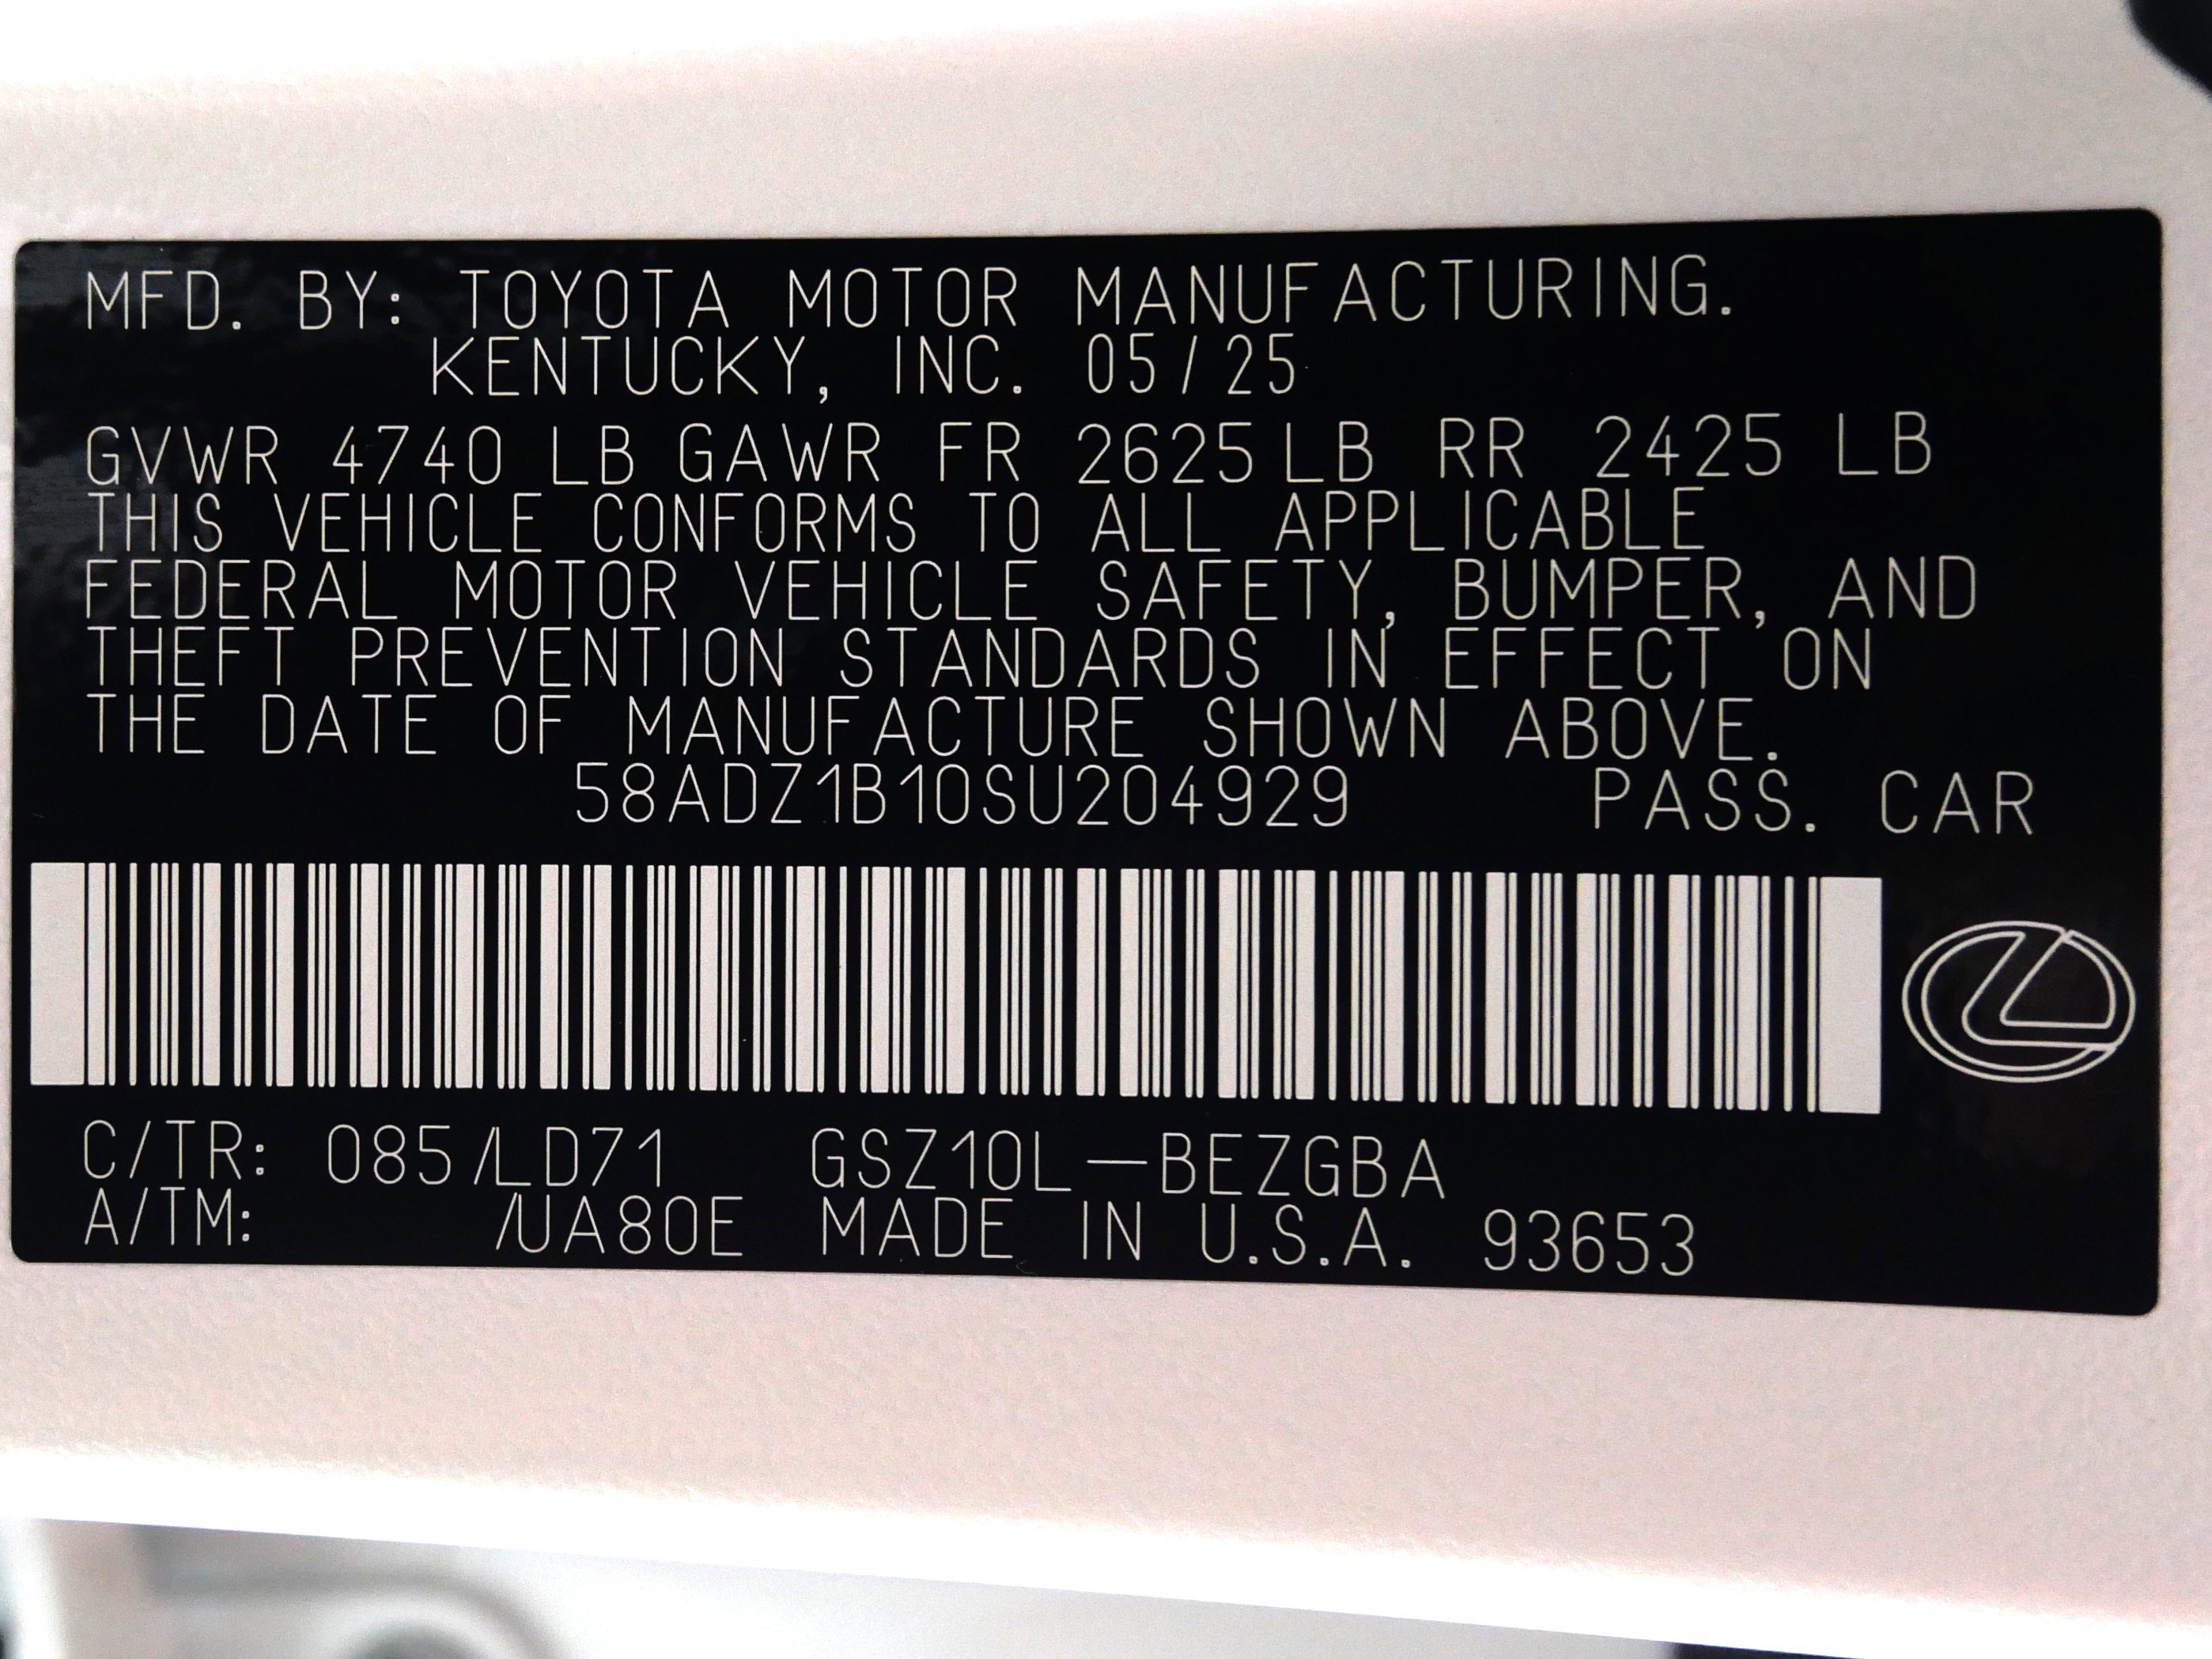 MFD. BY: TOYOTA MOTOR MANUFACTURING.
KENTUCKY, INC. 05/25
GVWR 4740 LB GAWR FR 2625 LB RR 2425 LB
THIS VEHICLE CONFORMS TO ALL APPLICABLE
FEDERAL MOTOR VEHICLE SAFETY, BUMPER, AND
THEFT PREVENTION STANDARDS IN EFFECT ON
THE DATE OF MANUFACTURE SHOWN ABOVE.
58ADZ1B10SU204929 PASS. CAR
C/TR: 085/LD71 GSZ10L-BEZGBA
A/TM: /UA80E MADE IN U.S.A. 93653